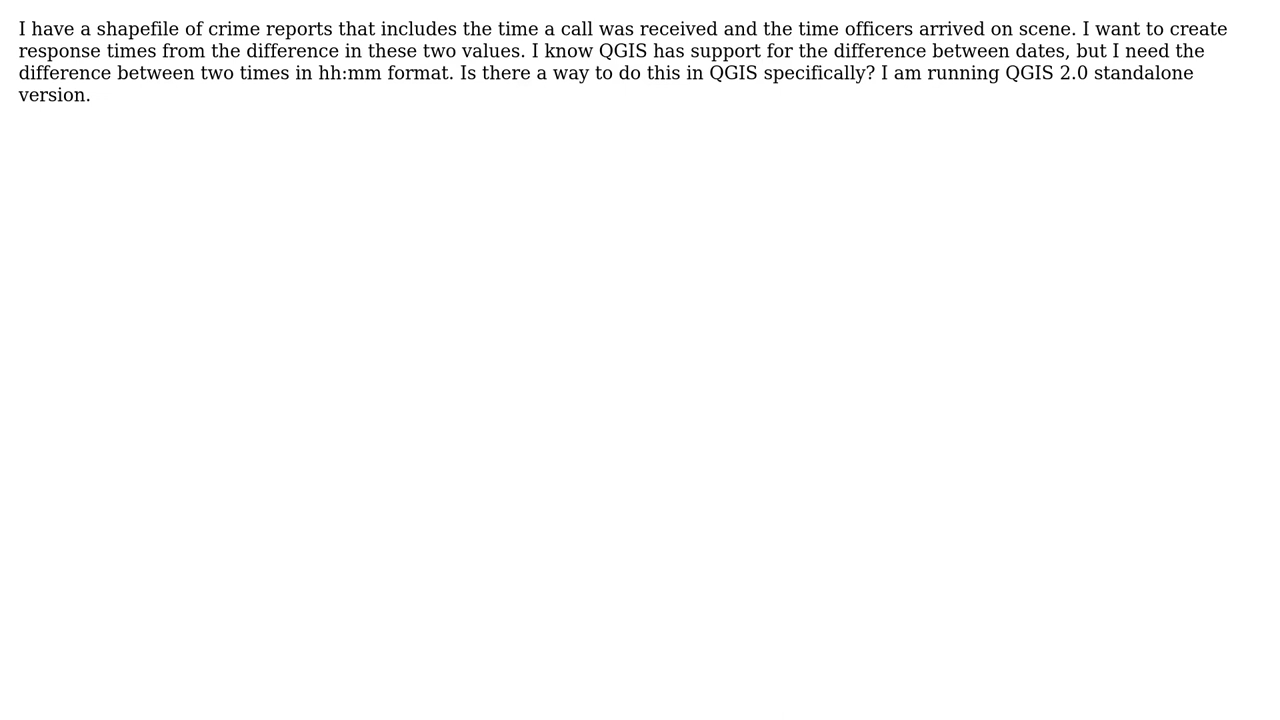 I have a shapefile of crime reports that includes the time a call was received and the time officers arrived on scene. I want to create
response times from the difference in these two values. I know QGIS has support for the difference between dates, but I need the
difference between two times in hh:mm format. Is there a way to do this in QGIS specifically? I am running QGIS 2.0 standalone
version.